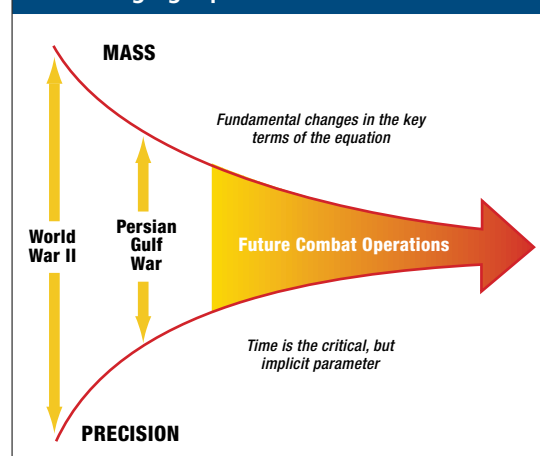 MASS
Fundamental changes in the key
terms of the equation
World
War II
Persian
Gulf
War
Future Combat Operations
Time is the critical, but
implicit parameter
PRECISION